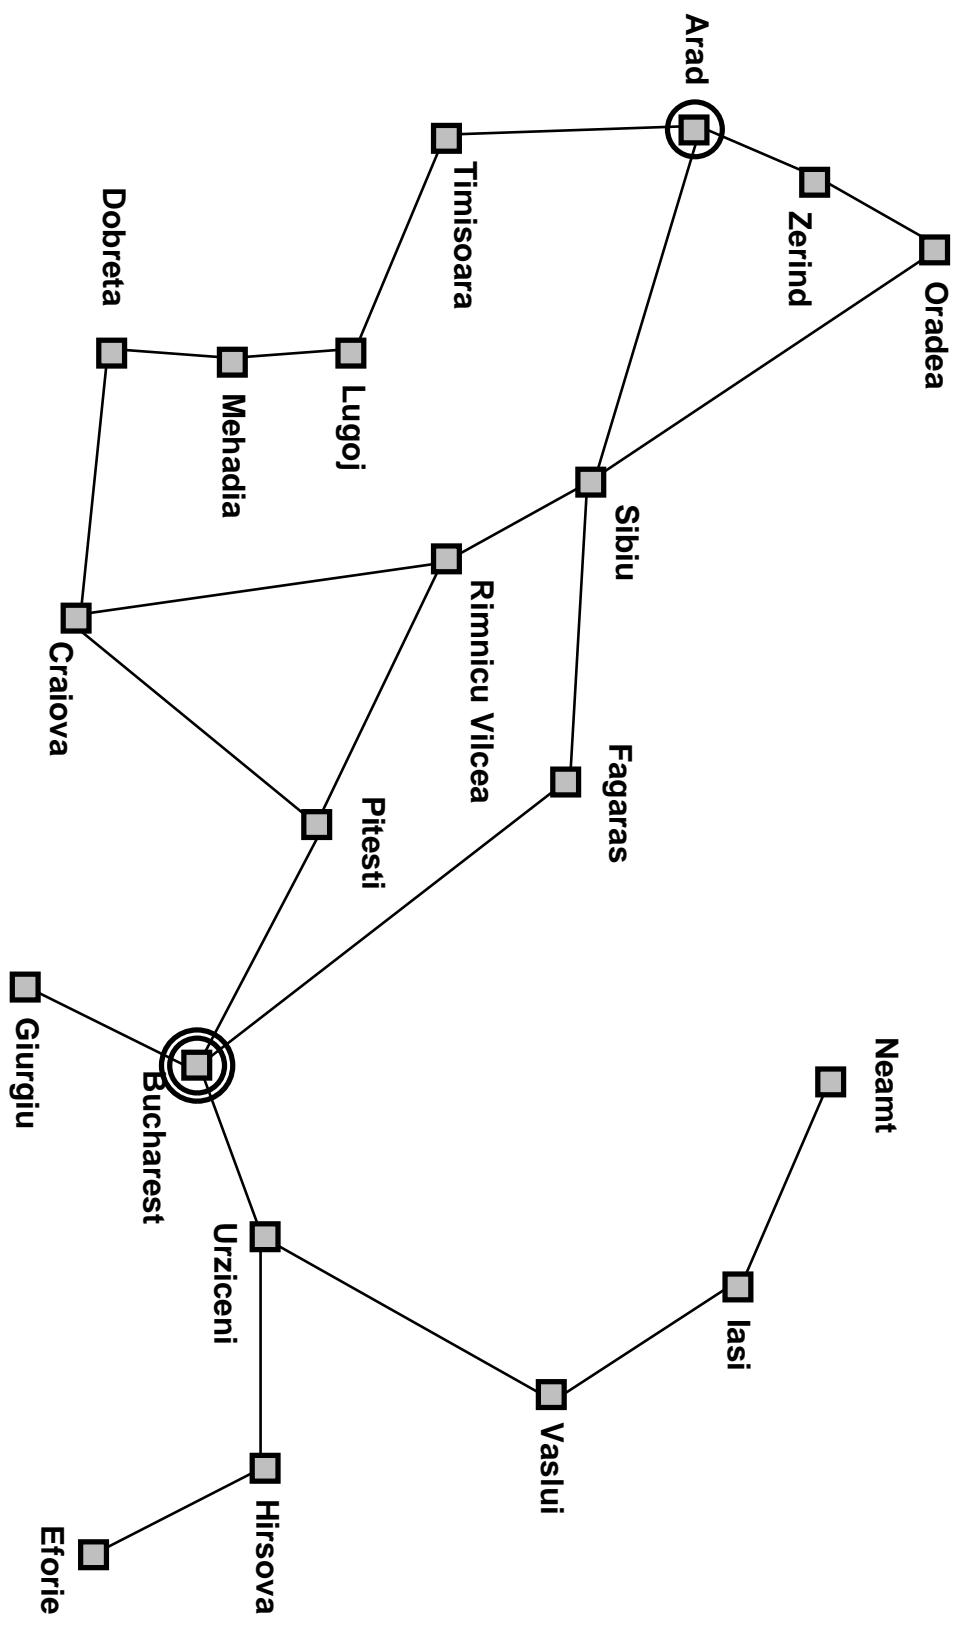 Oradea
Zerind
Arad
Timisoara
Lugoj
Mehadia
Dobreta
Sibiu
Rimnicu Vilcea
Craiova
Fagaras
Pitesti
Giurgiu
Bucharest
Neamt
Iasi
Urziceni
Vaslui
Hirsova
Eforie